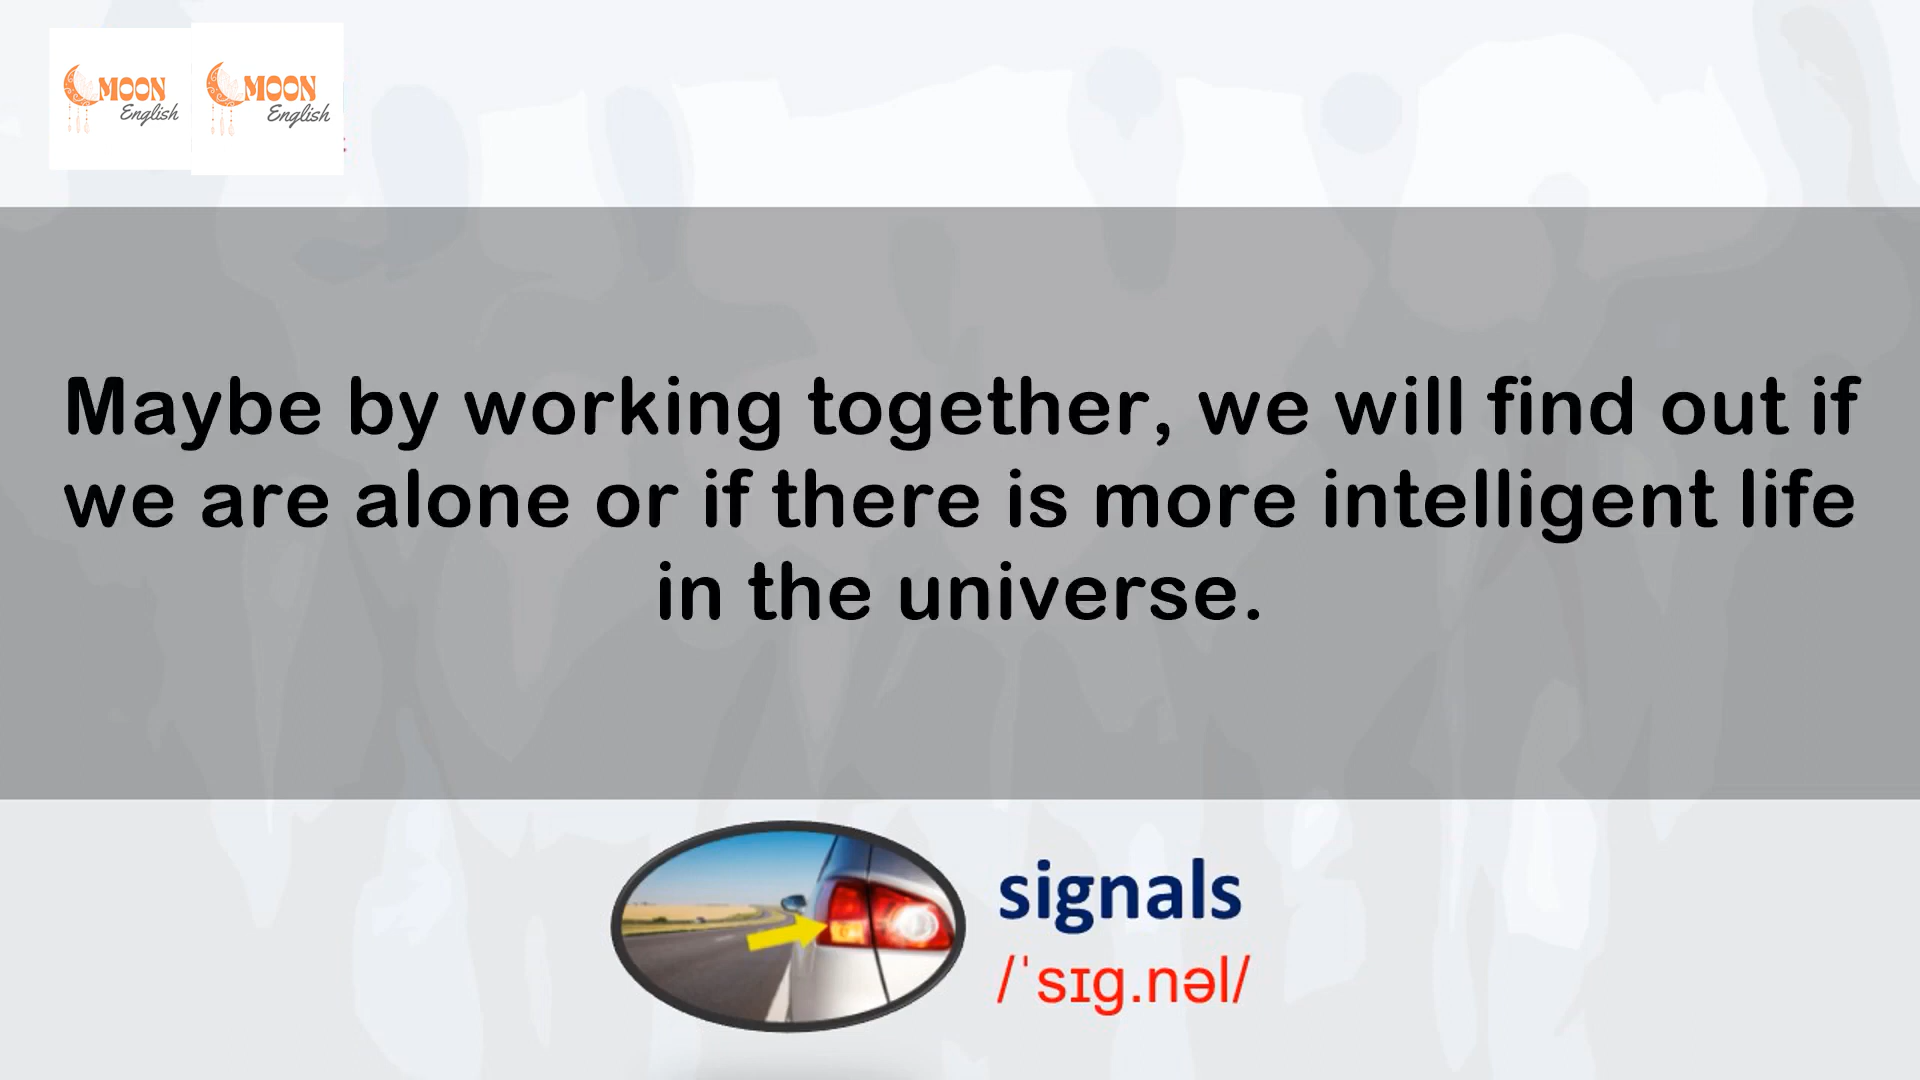 MOON
English
MOON
English
Maybe by working together, we will find out if
we are alone or if there is more intelligent life
in the universe.
signals
/ˈsɪg.nəl/